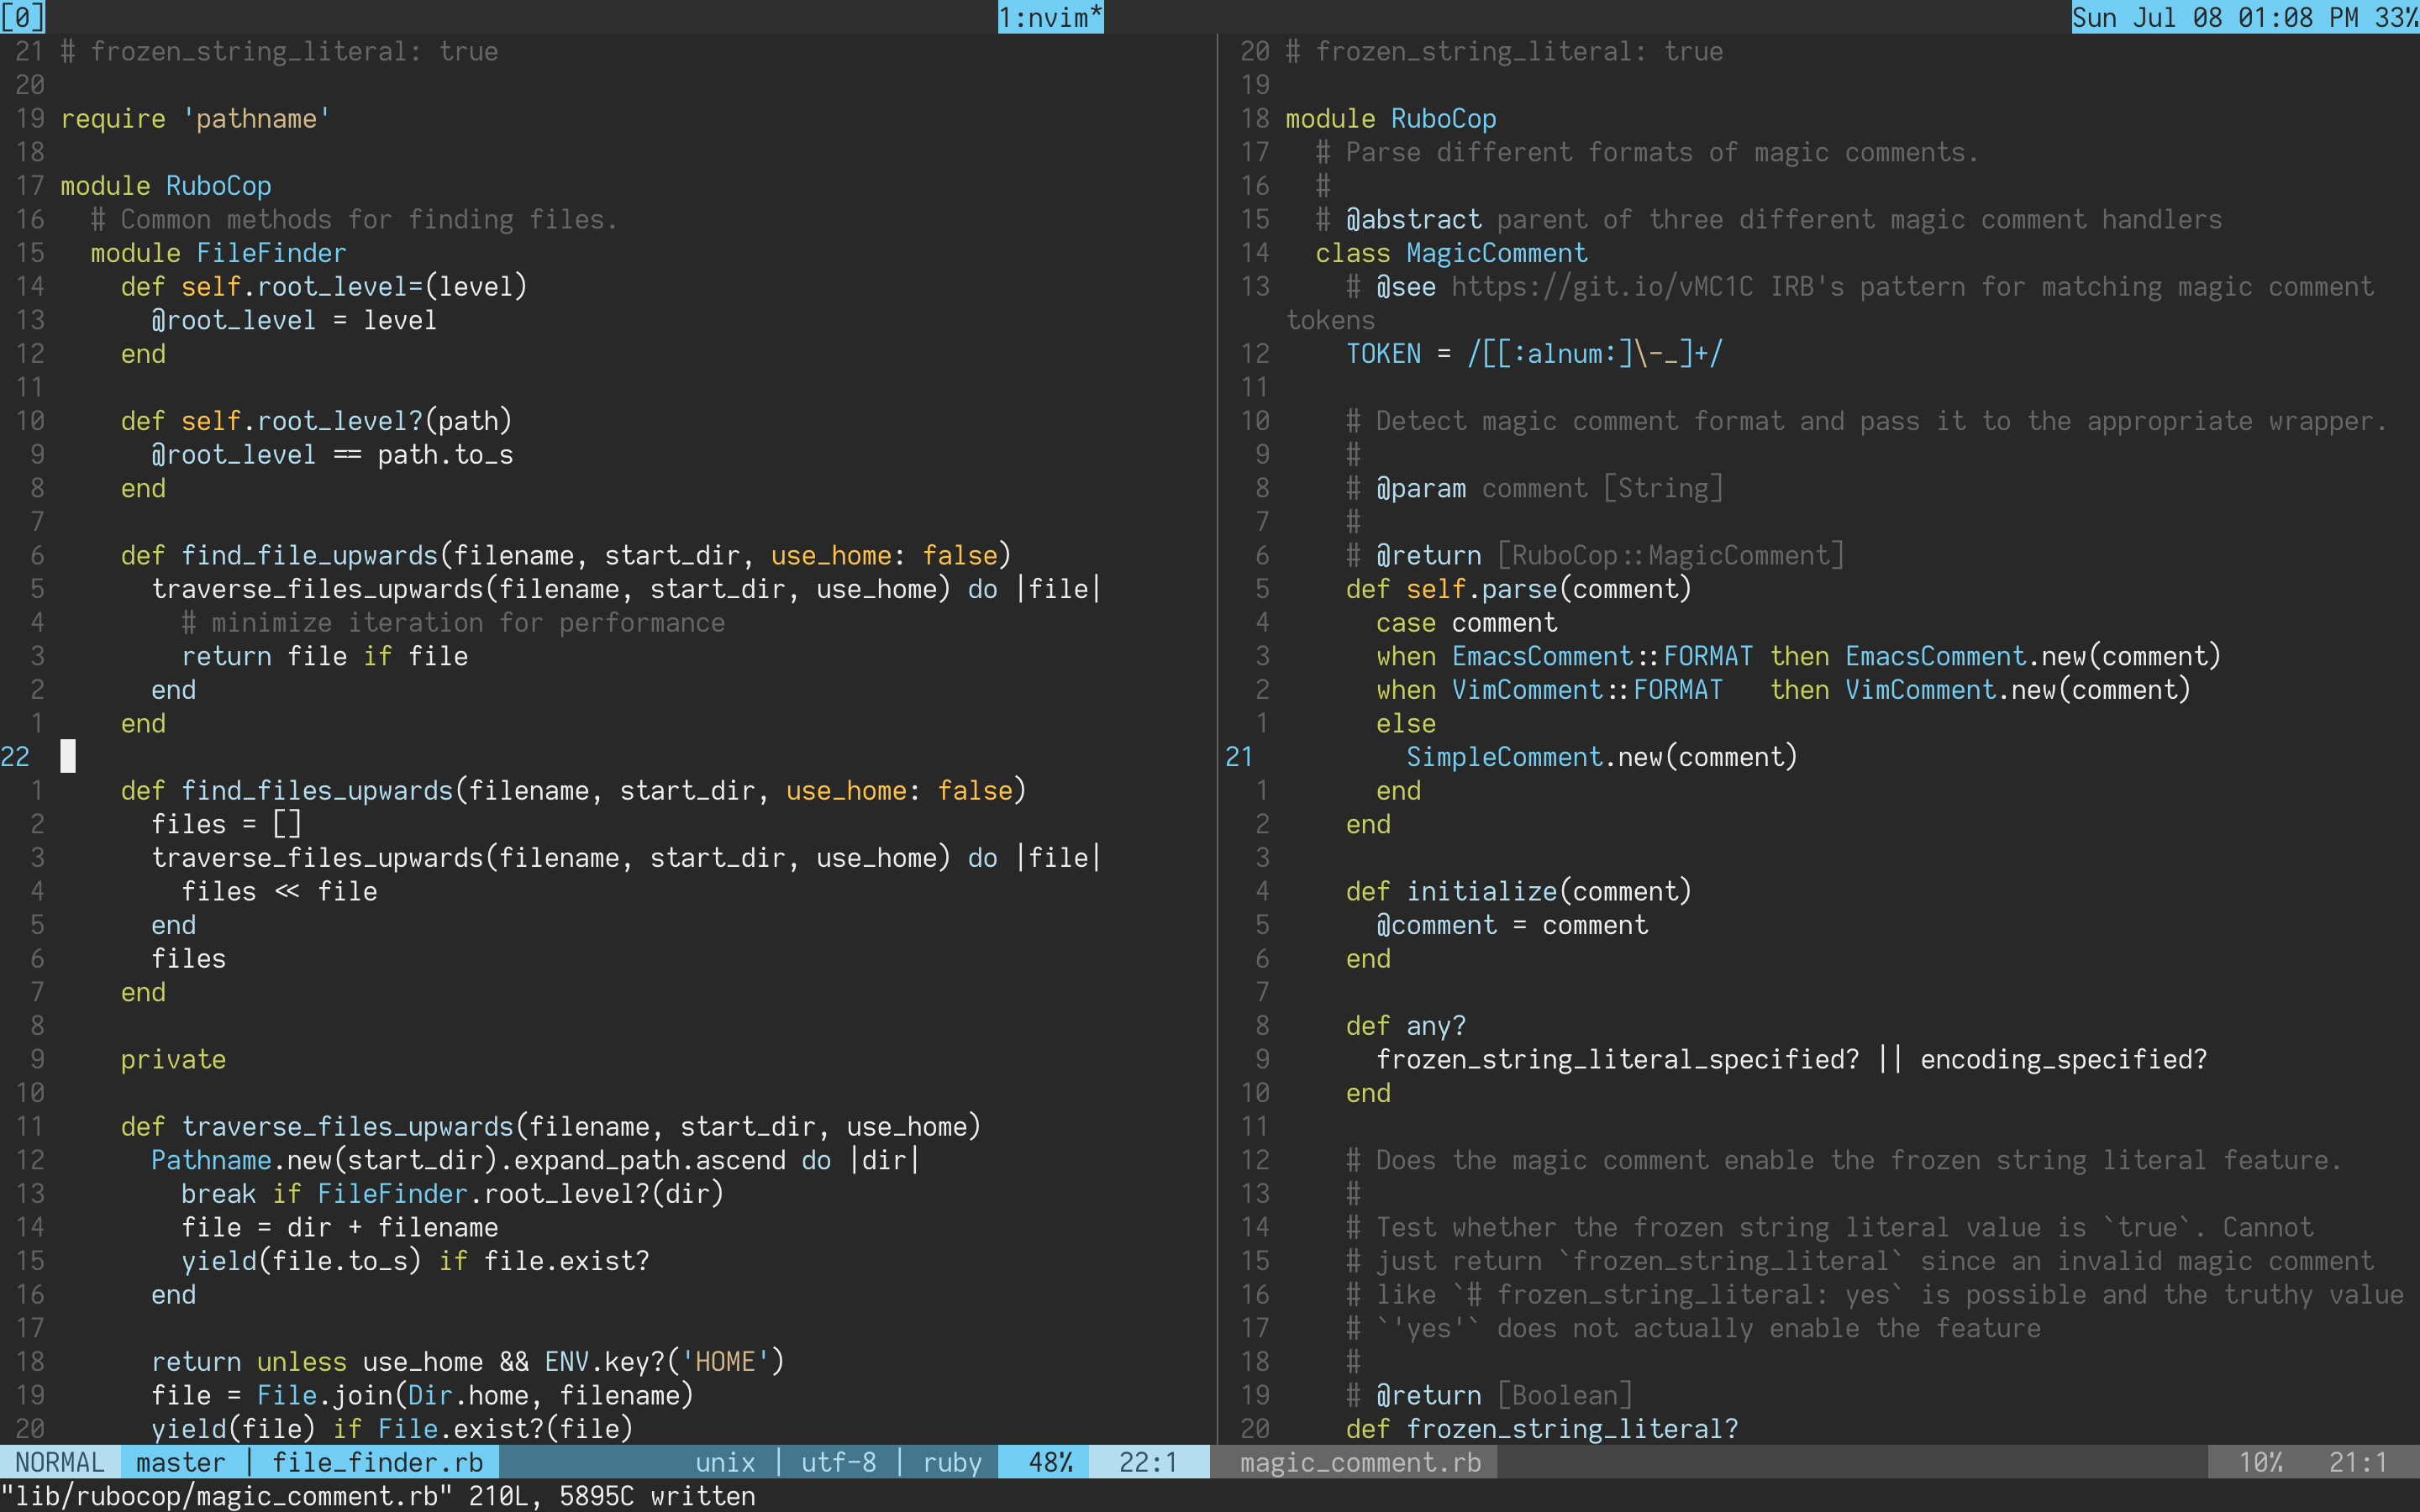 [0] 1:nvim* Sun Jul 08 01:08 PM 33%
21 # frozen_string_literal: true
20
19 require 'pathname'
18
17 module RuboCop
16   # Common methods for finding files.
15   module FileFinder
14     def self.root_level=(level)
13       @root_level = level
12     end
11
10     def self.root_level?(path)
9       @root_level == path.to_s
8     end
7
6     def find_file_upwards(filename, start_dir, use_home: false)
5       traverse_files_upwards(filename, start_dir, use_home) do |file|
4         # minimize iteration for performance
3         return file if file
2       end
1     end
22
1     def find_files_upwards(filename, start_dir, use_home: false)
2       files = []
3       traverse_files_upwards(filename, start_dir, use_home) do |file|
4         files << file
5       end
6       files
7     end
8
9     private
10
11     def traverse_files_upwards(filename, start_dir, use_home)
12       Pathname.new(start_dir).expand_path.ascend do |dir|
13         break if FileFinder.root_level?(dir)
14         file = dir + filename
15         yield(file.to_s) if file.exist?
16       end
17
18       return unless use_home && ENV.key?('HOME')
19       file = File.join(Dir.home, filename)
20       yield(file) if File.exist?(file)
20 # frozen_string_literal: true
19
18 module RuboCop
17   # Parse different formats of magic comments.
16   #
15   # @abstract parent of three different magic comment handlers
14   class MagicComment
13     # @see https://git.io/vMC1C IRB's pattern for matching magic comment
tokens
12     TOKEN = /[[:alnum:]\-_]+/
11
10     # Detect magic comment format and pass it to the appropriate wrapper.
9     #
8     # @param comment [String]
7     #
6     # @return [RuboCop::MagicComment]
5     def self.parse(comment)
4       case comment
3       when EmacsComment::FORMAT then EmacsComment.new(comment)
2       when VimComment::FORMAT   then VimComment.new(comment)
1       else
21         SimpleComment.new(comment)
1       end
2     end
3
4     def initialize(comment)
5       @comment = comment
6     end
7
8     def any?
9       frozen_string_literal_specified? || encoding_specified?
10     end
11
12     # Does the magic comment enable the frozen string literal feature.
13     #
14     # Test whether the frozen string literal value is `true`. Cannot
15     # just return `frozen_string_literal` since an invalid magic comment
16     # like `# frozen_string_literal: yes` is possible and the truthy value
17     # `'yes'` does not actually enable the feature
18     #
19     # @return [Boolean]
20     def frozen_string_literal?
NORMAL master | file_finder.rb unix | utf-8 | ruby 48% 22:1 magic_comment.rb 10% 21:1
"lib/rubocop/magic_comment.rb" 210L, 5895C written